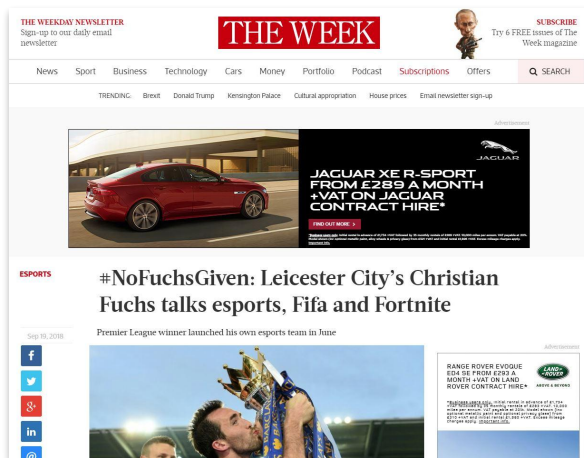 THE WEEKDAY NEWSLETTER
Sign-up to our daily email
newsletter
THE WEEK
SUBSCRIBE
Try 6 FREE issues of The
Week magazine
News Sport Business Technology Cars Money Portfolio Podcast Subscriptions Offers SEARCH
TRENDING: Brexit Donald Trump Kensington Palace Cultural appropriation House prices Email newsletter sign-up
Advertisement
JAGUAR
JAGUAR XE R-SPORT
FROM £289 A MONTH
+VAT ON JAGUAR
CONTRACT HIRE*
FIND OUT MORE >
ESPORTS
#NoFuchsGiven: Leicester City's Christian
Fuchs talks esports, Fifa and Fortnite
Premier League winner launched his own esports team in June
Sep 19, 2018
Advertisement
RANGE ROVER EVOQUE
ED4 SE FROM £293 A
MONTH +VAT ON LAND
ROVER CONTRACT HIRE*
LAND ROVER
ABOVE & BEYOND